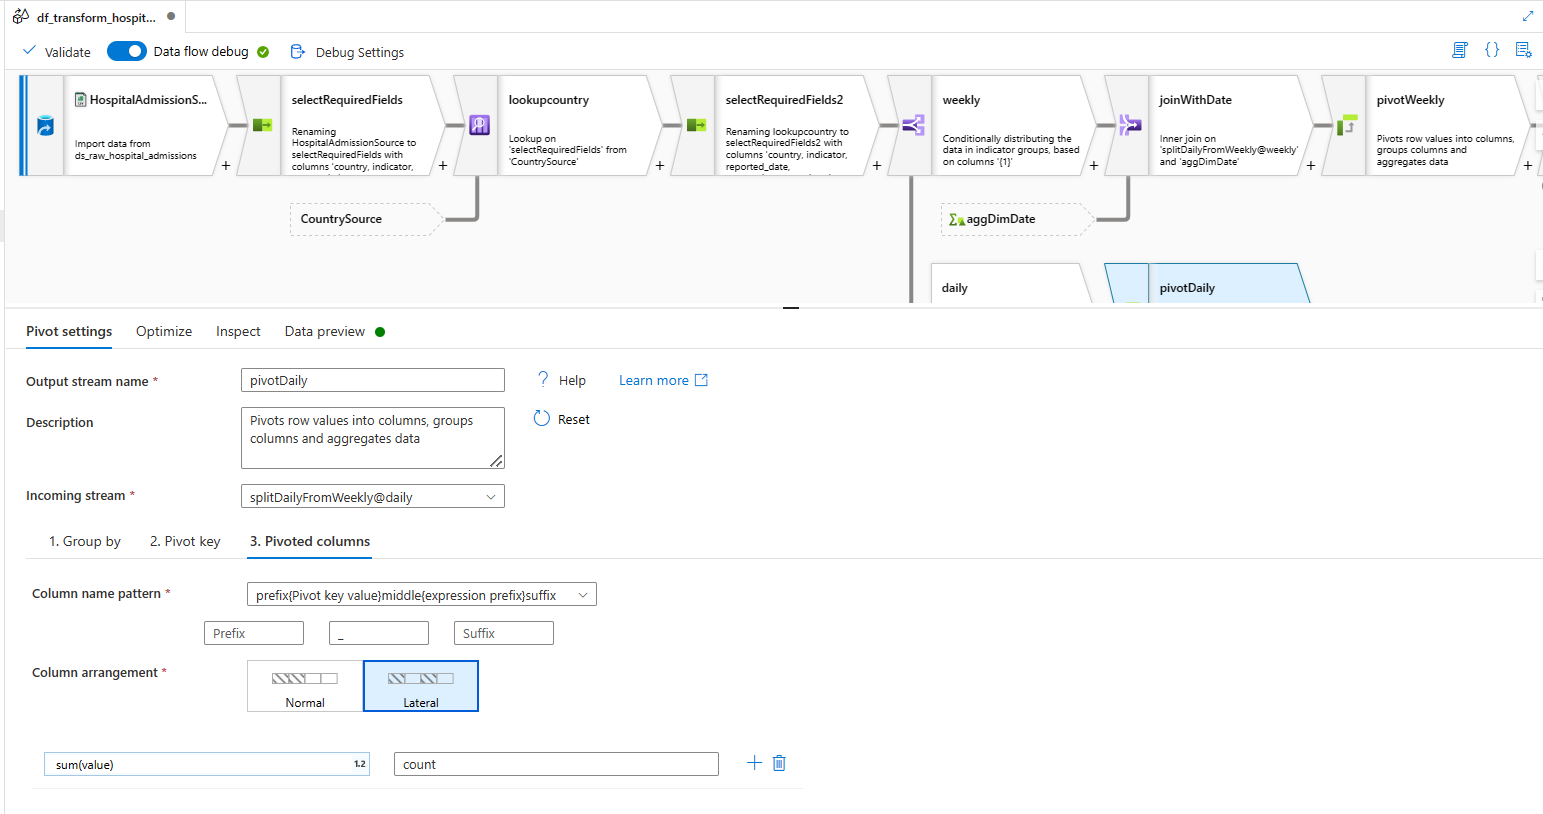 df_transform_hospit...
Validate
Data flow debug
Debug Settings
HospitalAdmissionS...
Import data from
ds_raw_hospital_admissions
+
selectRequiredFields
Renaming
HospitalAdmissionSource to
selectRequiredFields with
columns 'country, indicator,
+
lookupcountry
Lookup on
'selectRequiredFields' from
'CountrySource'
+
selectRequiredFields2
Renaming lookupcountry to
selectRequiredFields2 with
columns 'country, indicator,
reported_date,
+
weekly
Conditionally distributing the
data in indicator groups, based
on columns '{1}'
+
joinWithDate
Inner join on
'splitDailyFromWeekly@weekly'
and 'aggDimDate'
+
pivotWeekly
Pivots row values into columns,
groups columns and
aggregates data
+
CountrySource
aggDimDate
daily
pivotDaily
Pivot settings
Optimize
Inspect
Data preview
Output stream name *
pivotDaily
Help
Learn more
Description
Pivots row values into columns, groups
columns and aggregates data
Reset
Incoming stream *
splitDailyFromWeekly@daily
1. Group by
2. Pivot key
3. Pivoted columns
Column name pattern *
prefix{Pivot key value}middle{expression prefix}suffix
Prefix
_
Suffix
Column arrangement *
Normal
Lateral
sum(value)
1.2
count